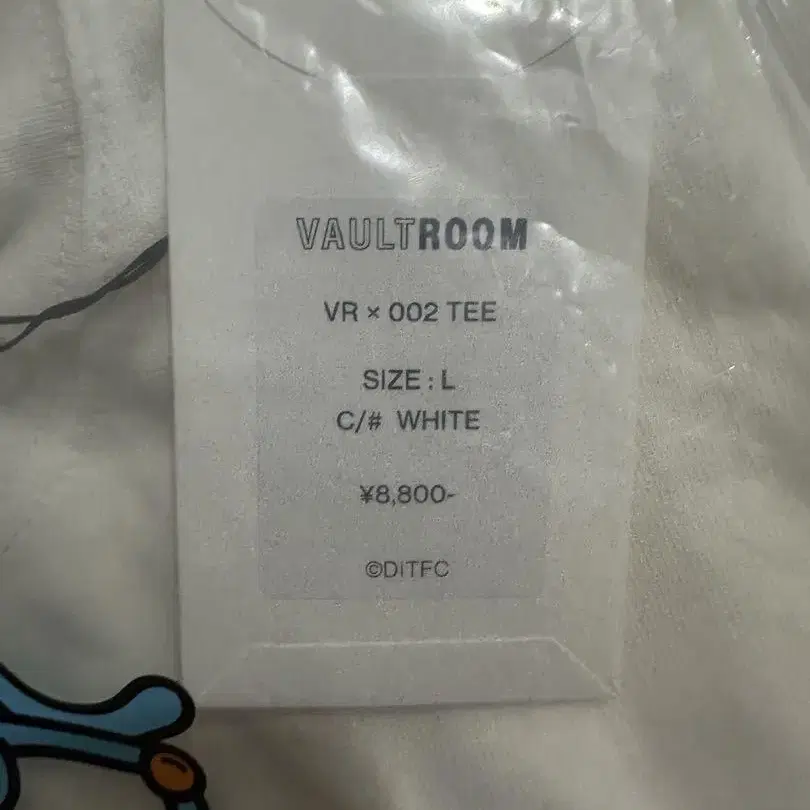 VAULTROOM
VR × 002 TEE
SIZE : L
C/# WHITE
¥8,800-
©DITFC